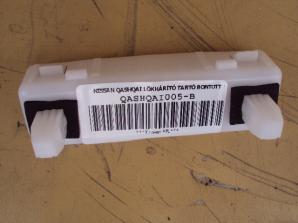 NISSAN QASHQAI LÖKHÁRÍTÓ TARTÓ BONTOTT
QASHQAI005-B